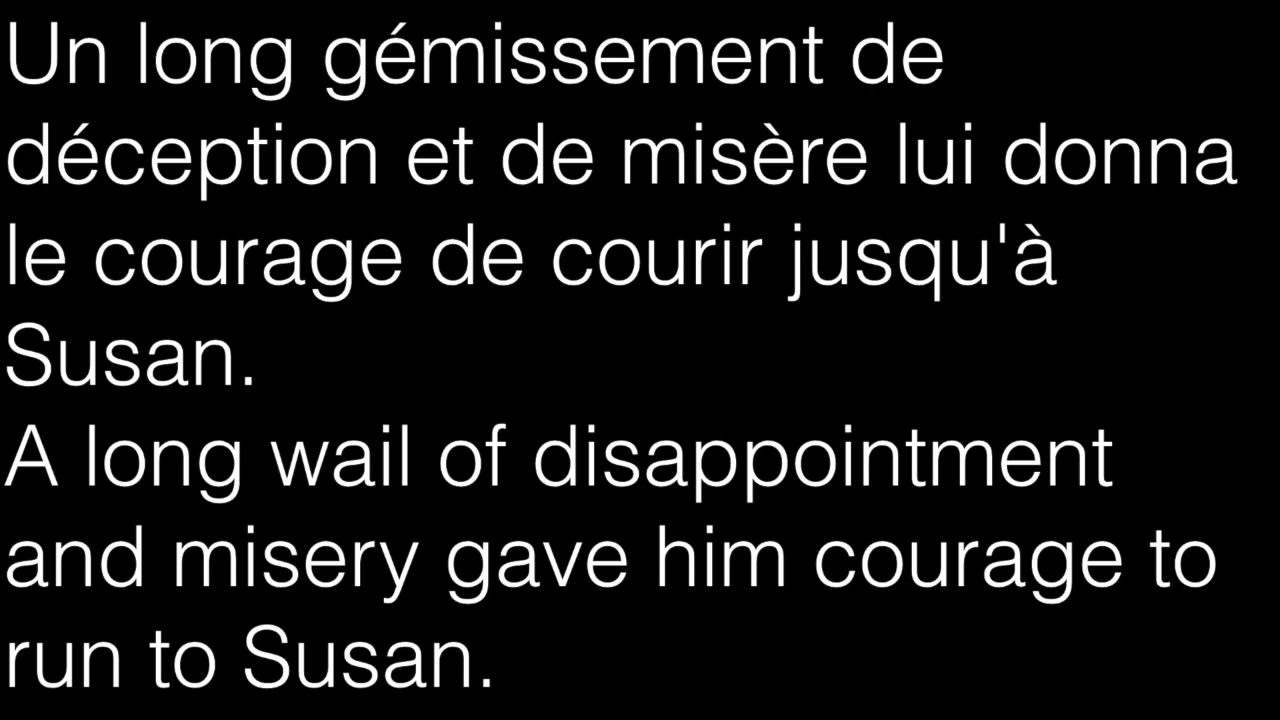 Un long gémissement de
déception et de misère lui donna
le courage de courir jusqu'à
Susan.
A long wail of disappointment
and misery gave him courage to
run to Susan.